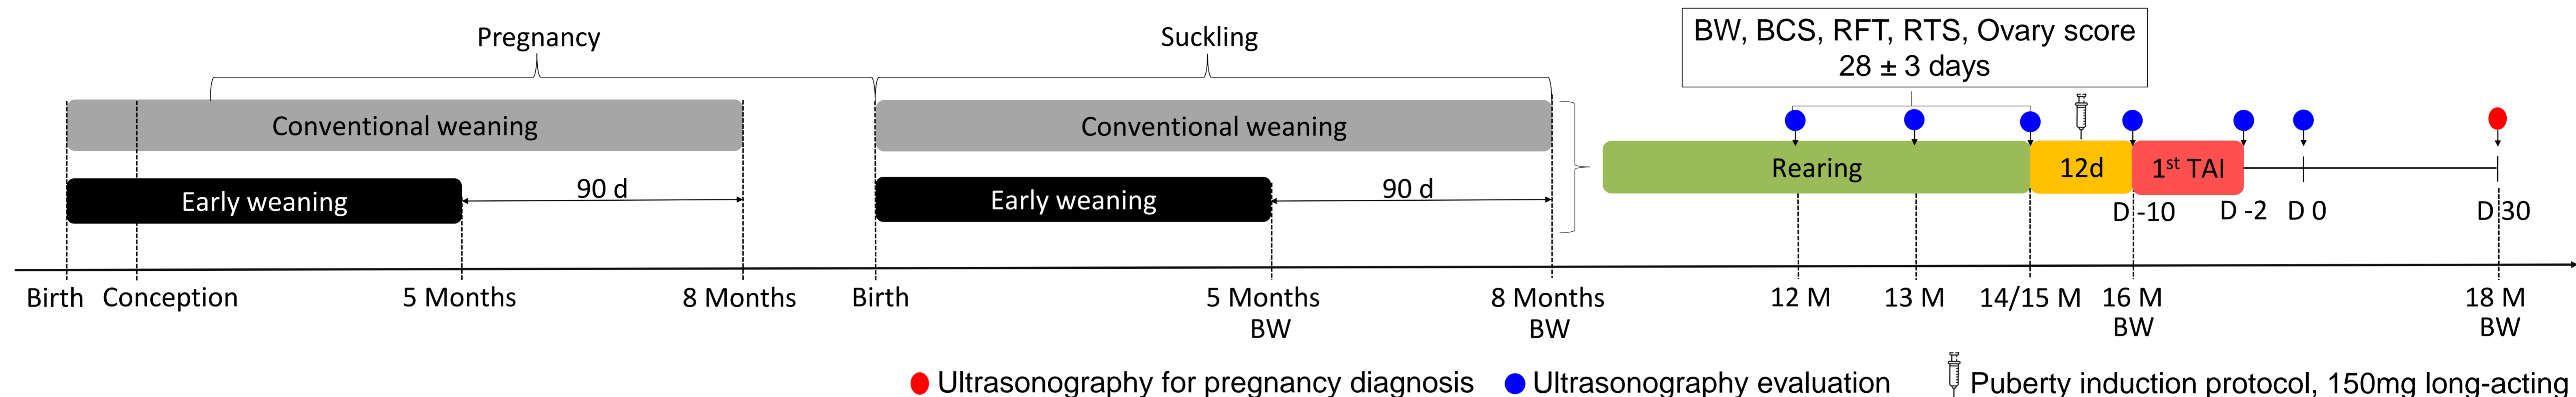 Pregnancy
Suckling
BW, BCS, RFT, RTS, Ovary score
28 ± 3 days
Conventional weaning
Conventional weaning
Rearing
12d
1st TAI
Early weaning
90 d
Early weaning
90 d
D -10
D -2
D 0
D 30
Birth
Conception
5 Months
8 Months
Birth
5 Months
BW
8 Months
BW
12 M
13 M
14/15 M
16 M
BW
18 M
BW
Ultrasonography for pregnancy diagnosis
Ultrasonography evaluation
Puberty induction protocol, 150mg long-acting